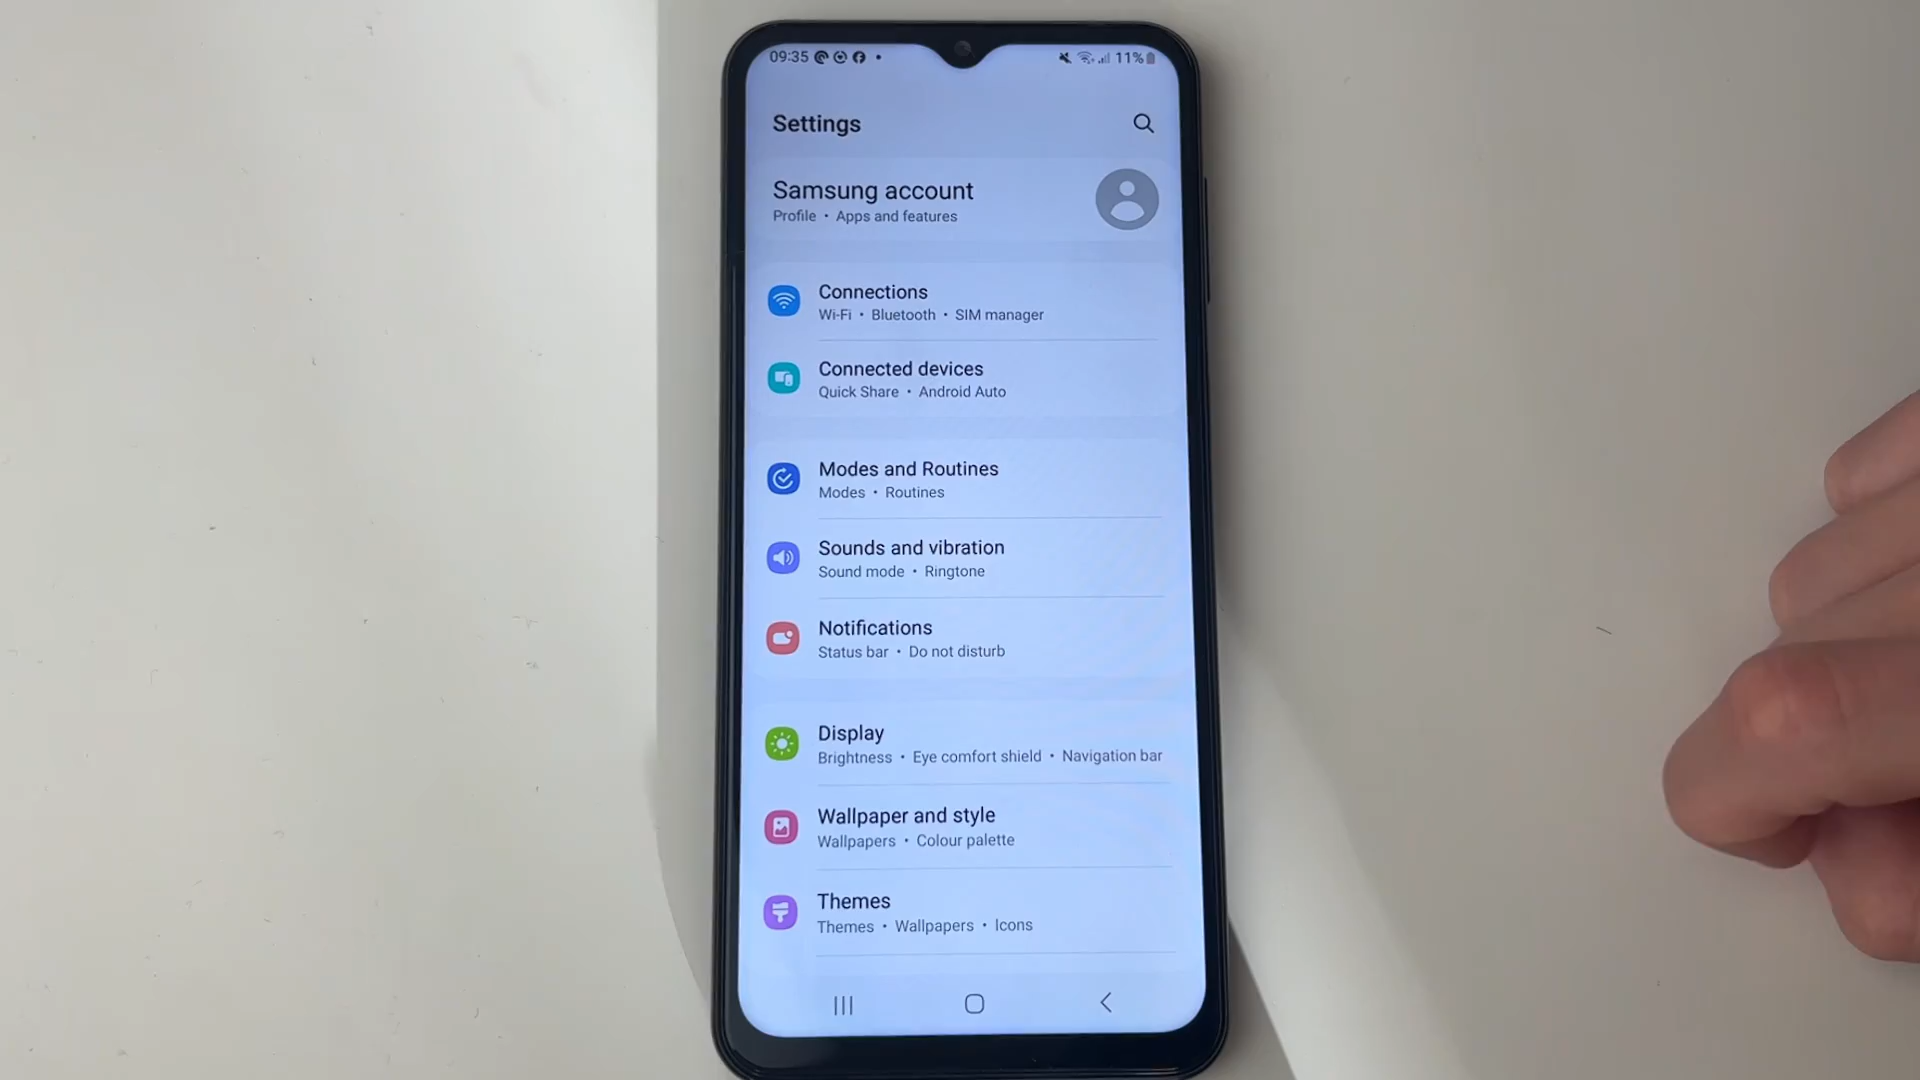 09:35 11%
Settings
Samsung account
Profile • Apps and features
Connections
Wi-Fi • Bluetooth • SIM manager
Connected devices
Quick Share • Android Auto
Modes and Routines
Modes • Routines
Sounds and vibration
Sound mode • Ringtone
Notifications
Status bar • Do not disturb
Display
Brightness • Eye comfort shield • Navigation bar
Wallpaper and style
Wallpapers • Colour palette
Themes
Themes • Wallpapers • Icons